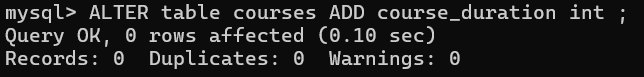 mysql> ALTER table courses ADD course_duration int ;
Query OK, 0 rows affected (0.10 sec)
Records: 0  Duplicates: 0  Warnings: 0